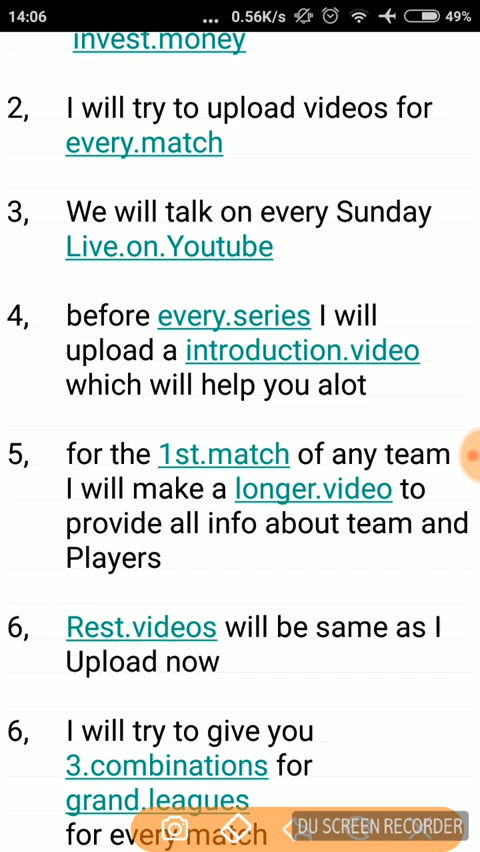 14:06 ... 0.56K/s 49%
invest.money
2, I will try to upload videos for
every.match
3, We will talk on every Sunday
Live.on.Youtube
4, before every.series I will
upload a introduction.video
which will help you alot
5, for the 1st.match of any team
I will make a longer.video to
provide all info about team and
Players
6, Rest.videos will be same as I
Upload now
6, I will try to give you
3.combinations for
grand.leagues
for every match
DU SCREEN RECORDER